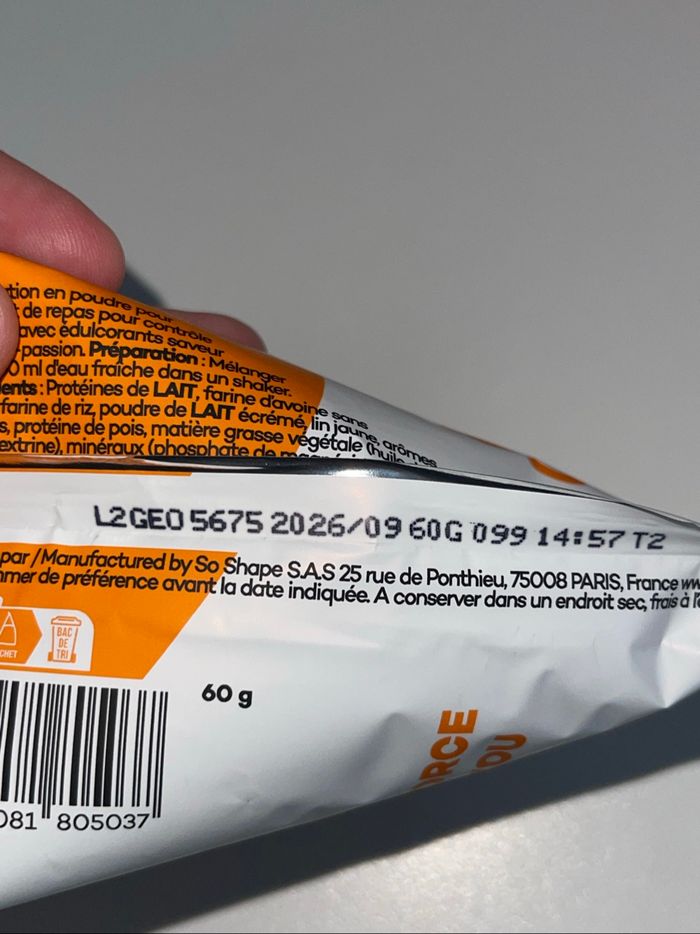 tion en poudre pour
de repas pour contrôle
avec édulcorants saveur
-passion. Préparation : Mélanger
0 ml d'eau fraîche dans un shaker.
ents : Protéines de LAIT, farine d'avoine sans
farine de riz, poudre de LAIT écrémé, lin jaune, arômes
s, protéine de pois, matière grasse végétale (huile
extrine), minéraux (phosphate de
L2GEO 5675 2026/09 60G 099 14:57 T2
par / Manufactured by So Shape S.A.S 25 rue de Ponthieu, 75008 PARIS, France
mmer de préférence avant la date indiquée. A conserver dans un endroit sec, frais à l'
CHET
BAC
DE
TRI
60 g
RCE
OU
081 805037